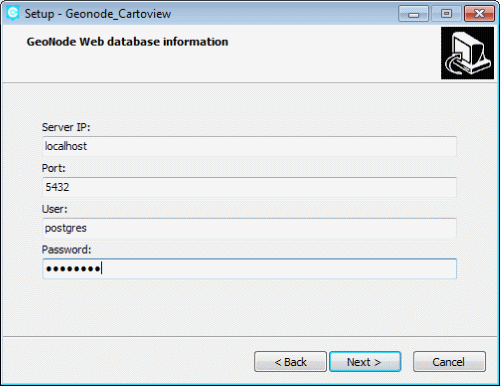 Setup - Geonode_Cartoview
GeoNode Web database information
Server IP:
localhost
Port:
5432
User:
postgres
Password:
●●●●●●●●
< Back
Next >
Cancel